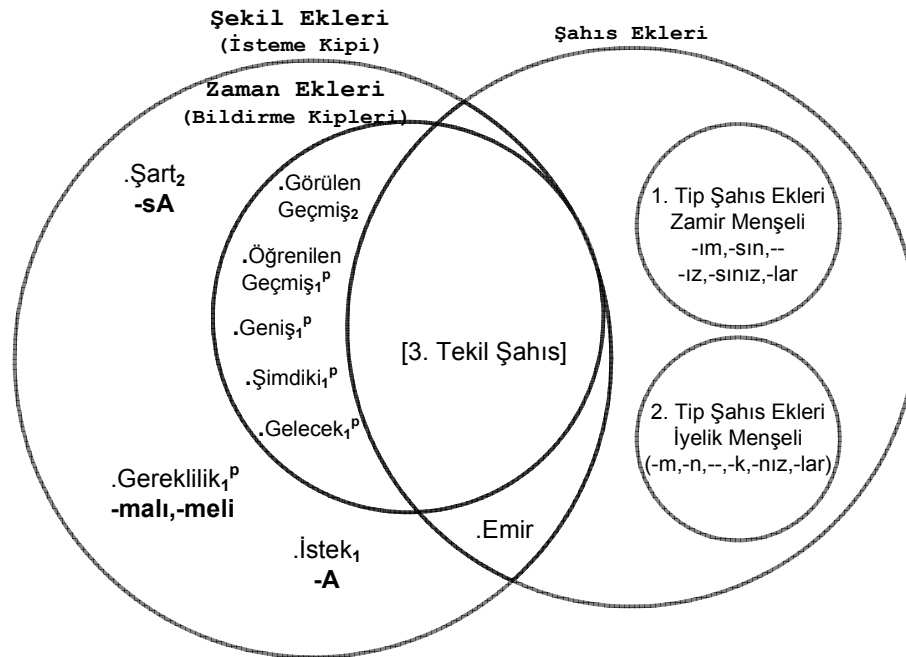 Şekil Ekleri
(İsteme Kipi)
Şahıs Ekleri
Zaman Ekleri
(Bildirme Kipleri)
.Şart₂
-sA
.Görülen
Geçmiş₂
.Öğrenilen
Geçmiş₁ᵖ
.Geniş₁ᵖ
.Şimdiki₁ᵖ
.Gelecek₁ᵖ
.Gereklilik₁ᵖ
-malı,-meli
.İstek₁
-A
[3. Tekil Şahıs]
.Emir
1. Tip Şahıs Ekleri
Zamir Menşeli
-ım,-sın,--
-ız,-sınız,-lar
2. Tip Şahıs Ekleri
İyelik Menşeli
(-m,-n,--,-k,-nız,-lar)